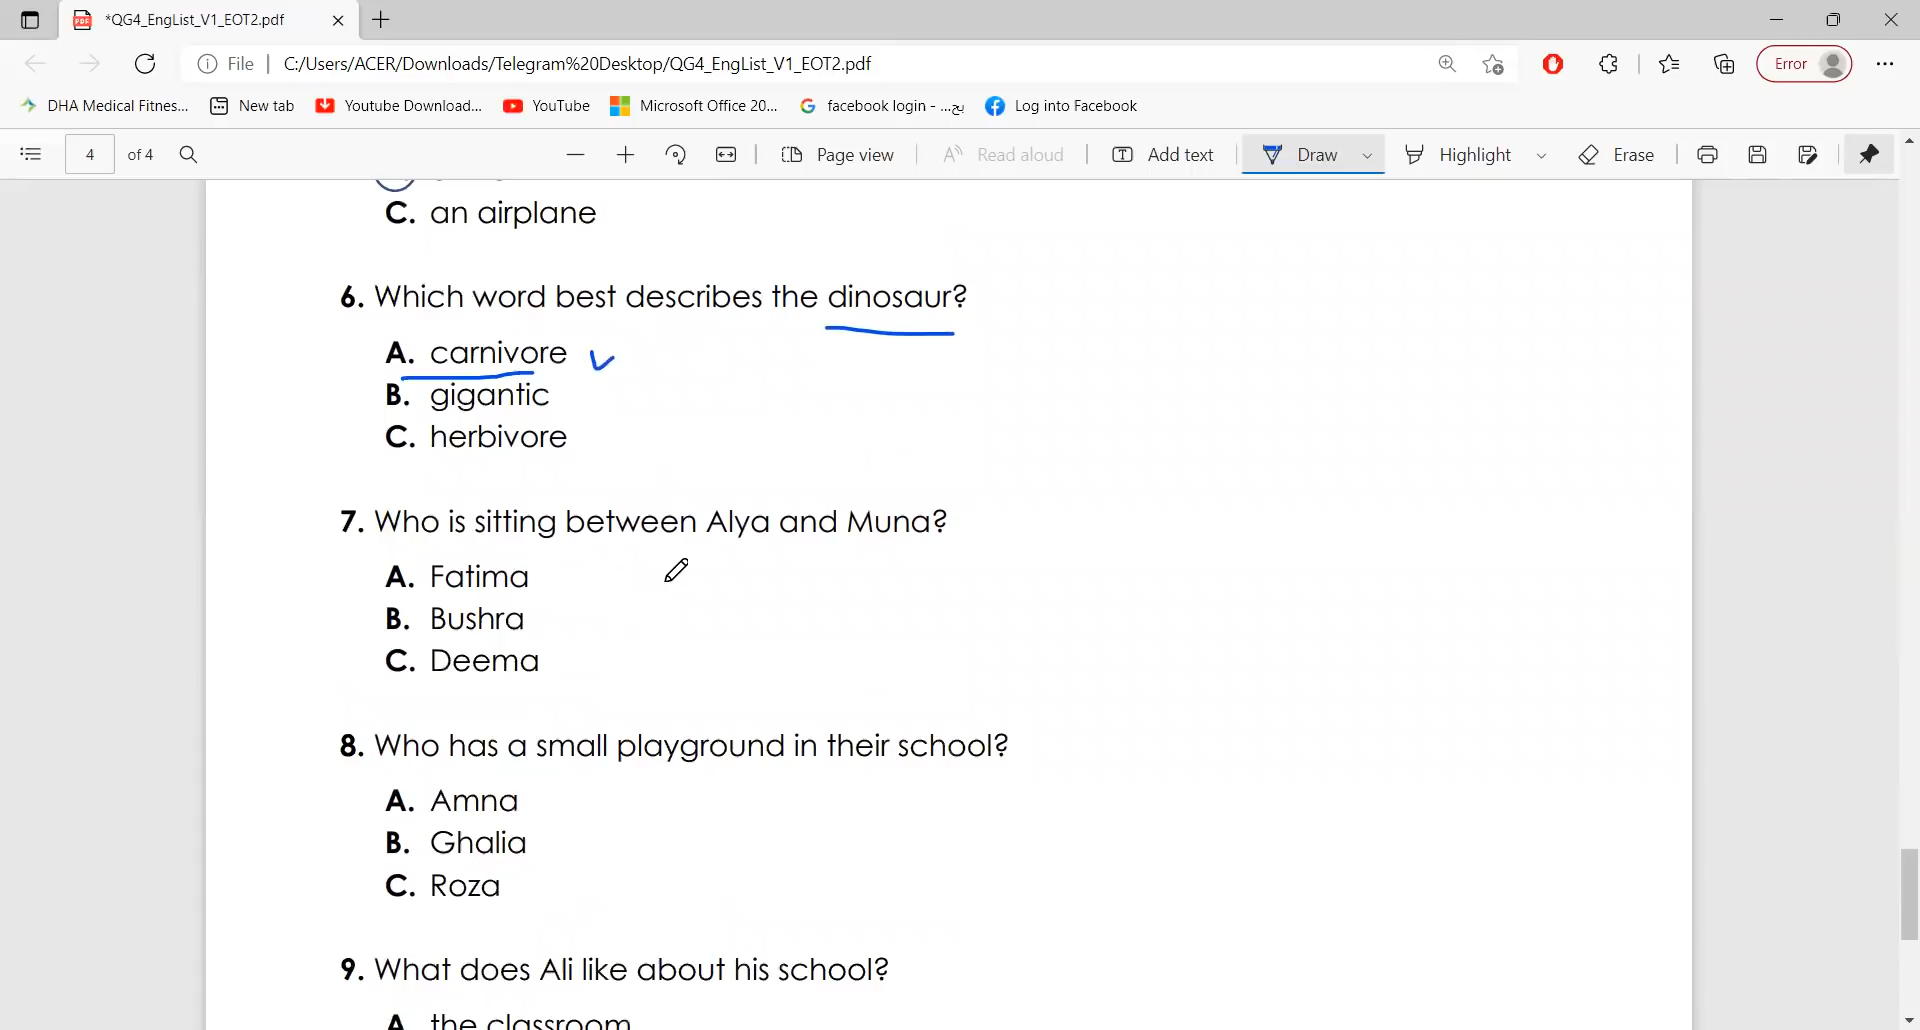 *QG4_EngList_V1_EOT2.pdf
File
C:/Users/ACER/Downloads/Telegram%20Desktop/QG4_EngList_V1_EOT2.pdf
Error
DHA Medical Fitnes...
New tab
Youtube Download...
YouTube
Microsoft Office 20...
facebook login - ...بح
Log into Facebook
4 of 4
Page view
Read aloud
Add text
Draw
Highlight
Erase
C. an airplane
6. Which word best describes the dinosaur?
A. carnivore
B. gigantic
C. herbivore
7. Who is sitting between Alya and Muna?
A. Fatima
B. Bushra
C. Deema
8. Who has a small playground in their school?
A. Amna
B. Ghalia
C. Roza
9. What does Ali like about his school?
A. the classroom